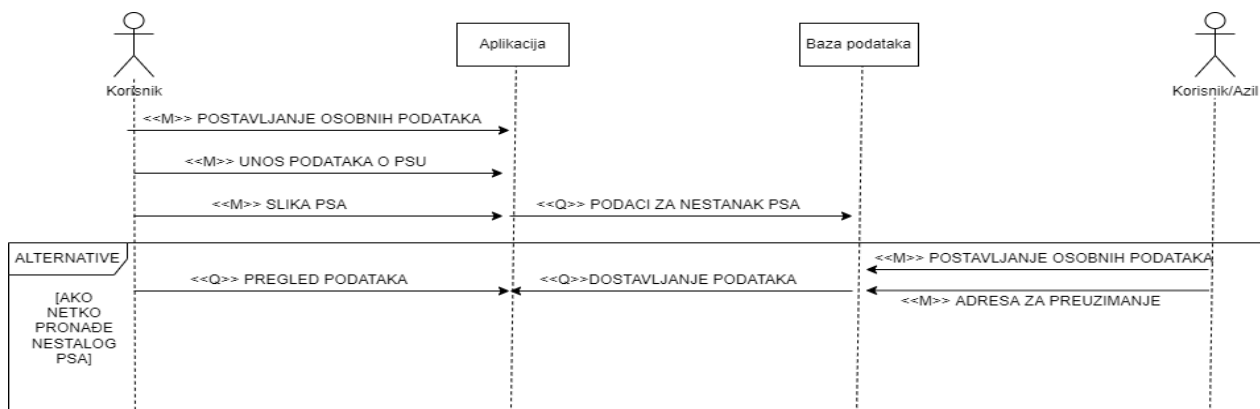 Korisnik
Aplikacija
Baza podataka
Korisnik/Azil
<<M>> POSTAVLJANJE OSOBNIH PODATAKA
<<M>> UNOS PODATAKA O PSU
<<M>> SLIKA PSA
<<Q>> PODACI ZA NESTANAK PSA
ALTERNATIVE
<<M>> POSTAVLJANJE OSOBNIH PODATAKA
<<Q>> PREGLED PODATAKA
<<Q>>DOSTAVLJANJE PODATAKA
<<M>> ADRESA ZA PREUZIMANJE
[AKO
NETKO
PRONAĐE
NESTALOG
PSA]